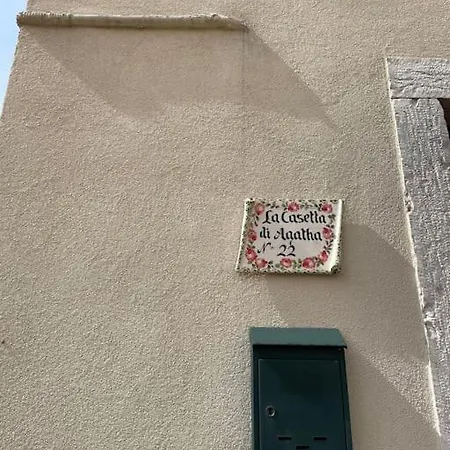 La Casetta
di Agatha
N° 22